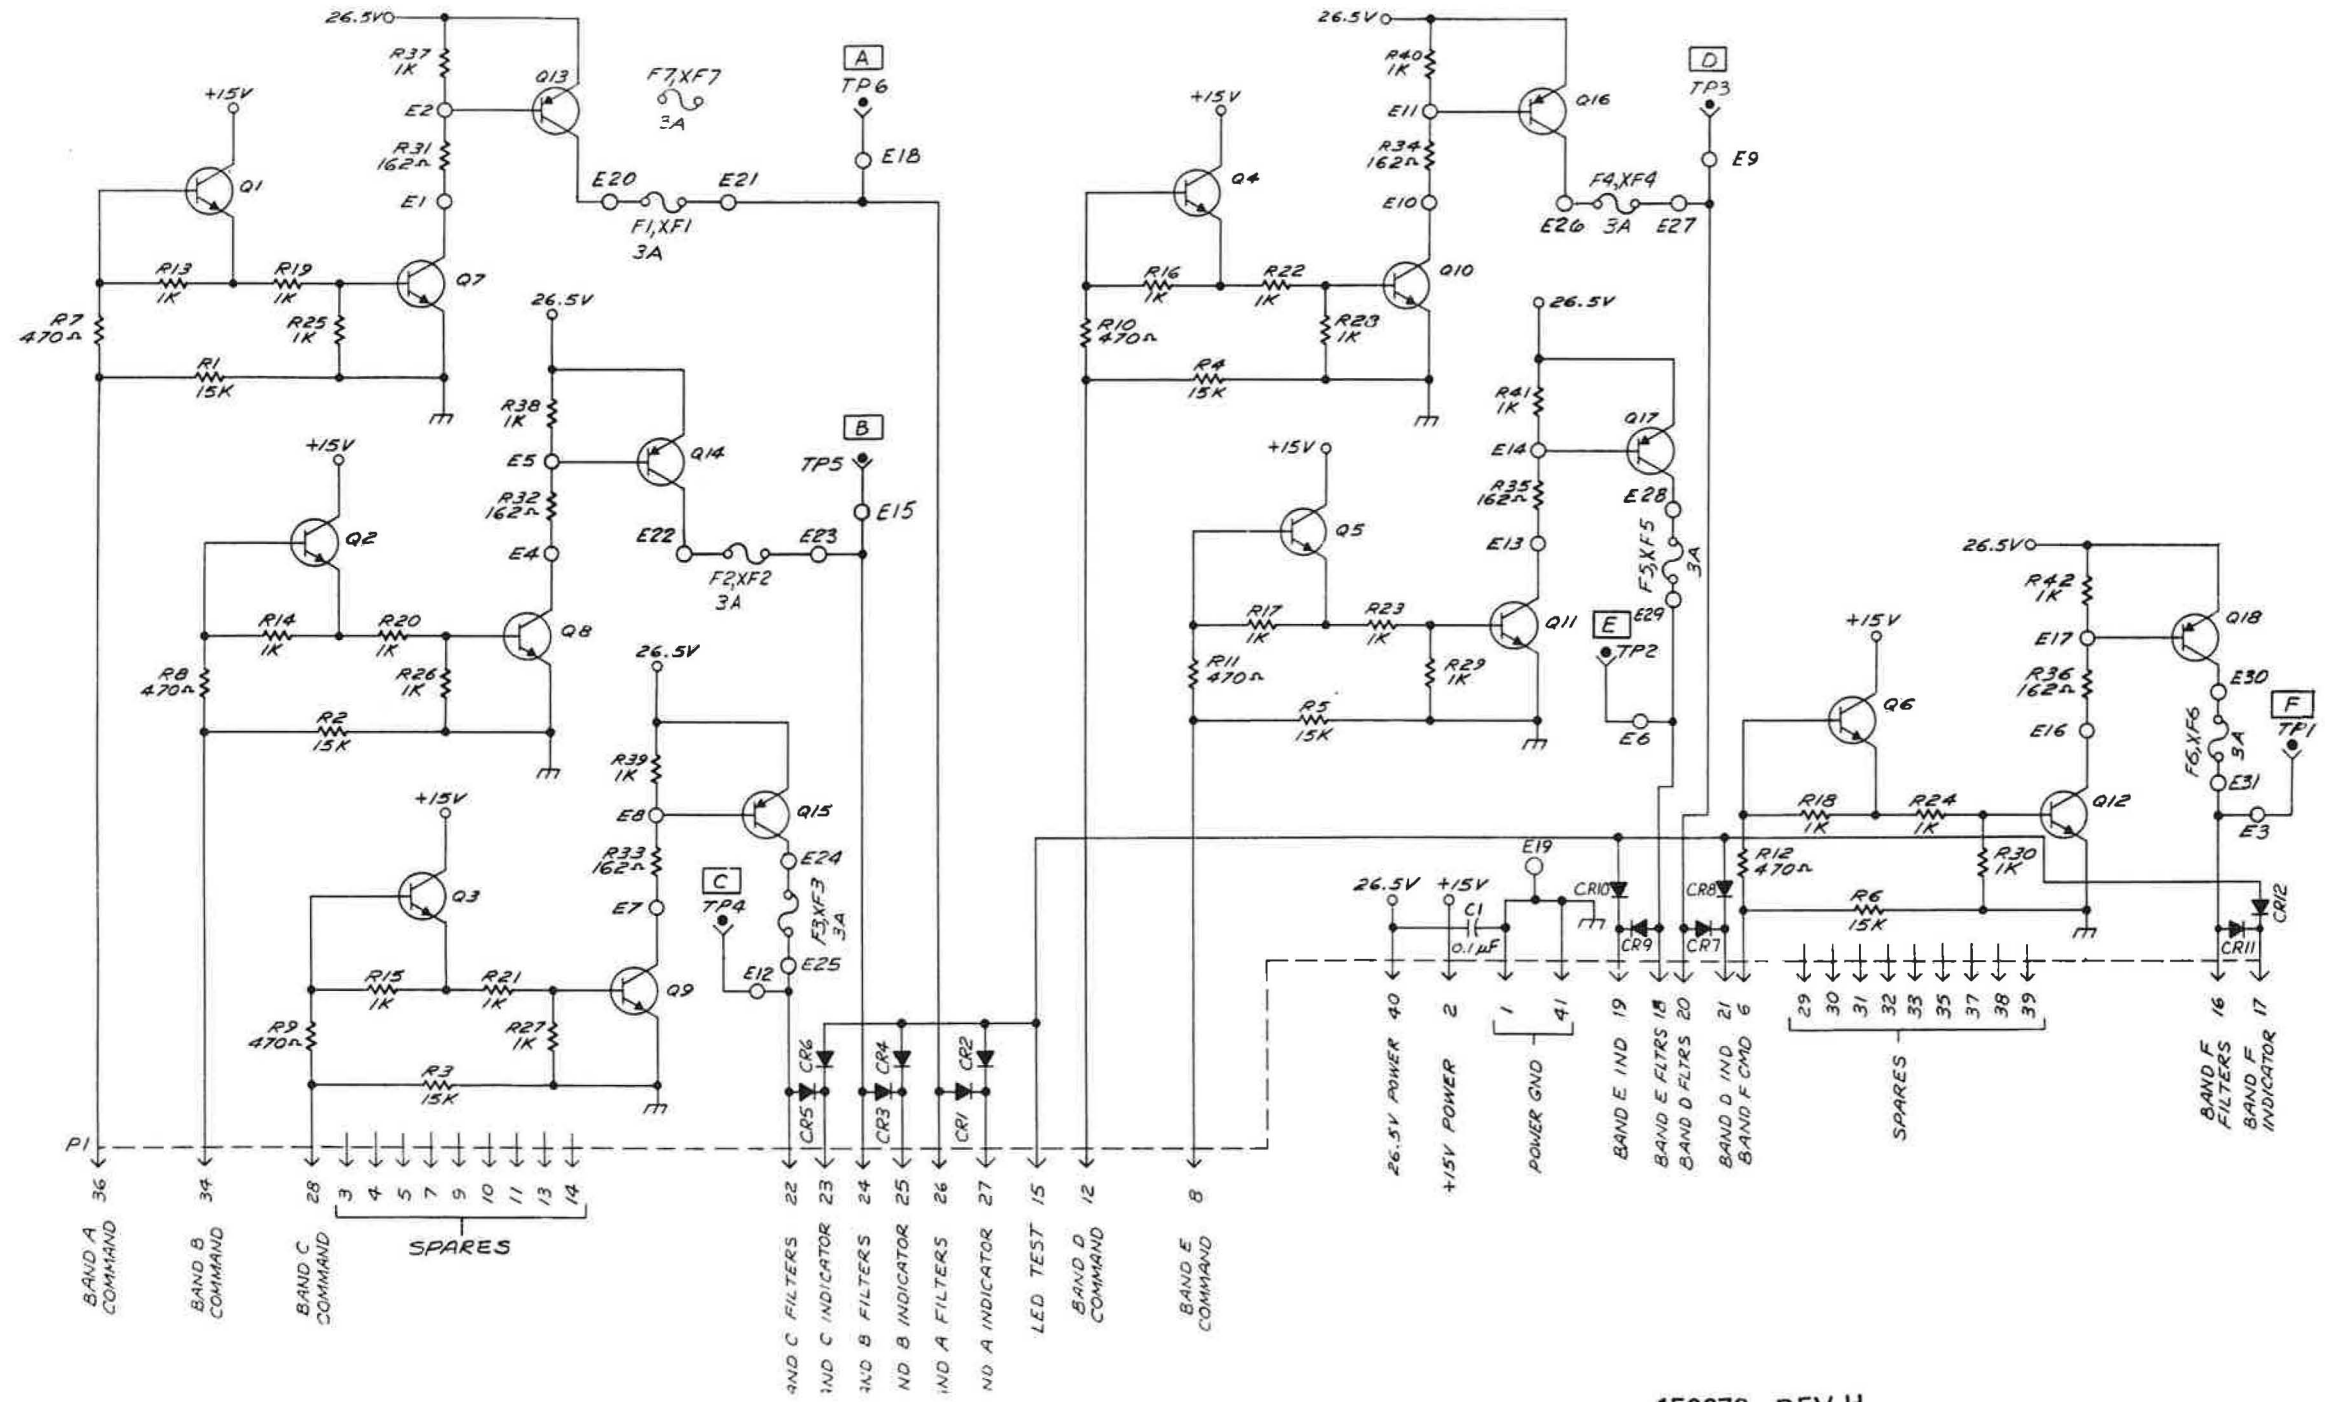 26.5V
R37
1K
Q13
F7,XF7
3A
A
TP6
+15V
E2
R31
162Ω
E18
Q1
E1
E20
E21
F1,XF1
3A
R13
1K
R19
1K
Q7
R7
470Ω
R25
1K
R1
15K
26.5V
R38
1K
+15V
E5
Q14
B
TP5
R32
162Ω
E15
Q2
E4
E22
E23
F2,XF2
3A
R14
1K
R20
1K
Q8
R8
470Ω
R26
1K
R2
15K
26.5V
R39
1K
+15V
E8
Q15
R33
162Ω
E24
C
TP4
F3,XF3
3A
Q3
E7
E12
E25
R15
1K
R21
1K
Q9
R9
470Ω
R27
1K
R3
15K
CR6
CR4
CR2
CR5
CR3
CR1
26.5V
R40
1K
D
TP3
+15V
E11
Q16
R34
162Ω
E9
Q4
E10
F4,XF4
E26
3A
E27
R16
1K
R22
1K
Q10
R10
470Ω
R28
1K
R4
15K
26.5V
R41
1K
Q17
+15V
E14
R35
162Ω
E28
Q5
E13
F5,XF5
3A
E29
R17
1K
R23
1K
Q11
E
TP2
R11
470Ω
R29
1K
R5
15K
E6
26.5V
R42
1K
+15V
E17
Q18
R36
162Ω
E30
Q6
E16
F
TP1
F6,XF6
3A
E31
R18
1K
R24
1K
Q12
E3
R12
470Ω
R30
1K
R6
15K
CR12
CR11
E19
26.5V
+15V
C1
0.1µF
CR10
CR8
CR9
CR7
P1
36
BAND A
COMMAND
34
BAND B
COMMAND
28
BAND C
COMMAND
3
4
5
7
9
10
11
13
14
SPARES
22
AND C FILTERS
23
ND C INDICATOR
24
ND B FILTERS
25
ND B INDICATOR
26
ND A FILTERS
27
ND A INDICATOR
15
LED TEST
12
BAND D
COMMAND
8
BAND E
COMMAND
40
26.5V POWER
2
+15V POWER
1
41
POWER GND
19
BAND E IND
18
BAND E FLTRS
20
BAND D FLTRS
21
BAND D IND
6
BAND F CMD
29
30
31
32
33
35
37
38
39
SPARES
16
BAND F
FILTERS
17
BAND F
INDICATOR